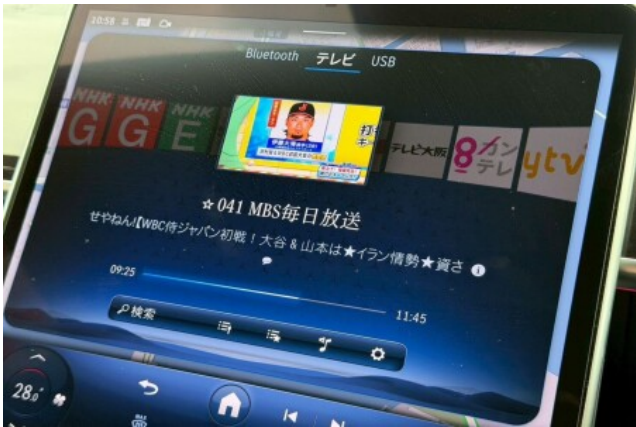 10:58
Bluetooth テレビ USB
NHK G NHK G NHK E
テレビ大阪 8カンテレ ytv
☆041 MBS毎日放送
せやねん!【WBC侍ジャパン初戦!大谷&山本は★イラン情勢★資さ
09:25 11:45
検索
28.0